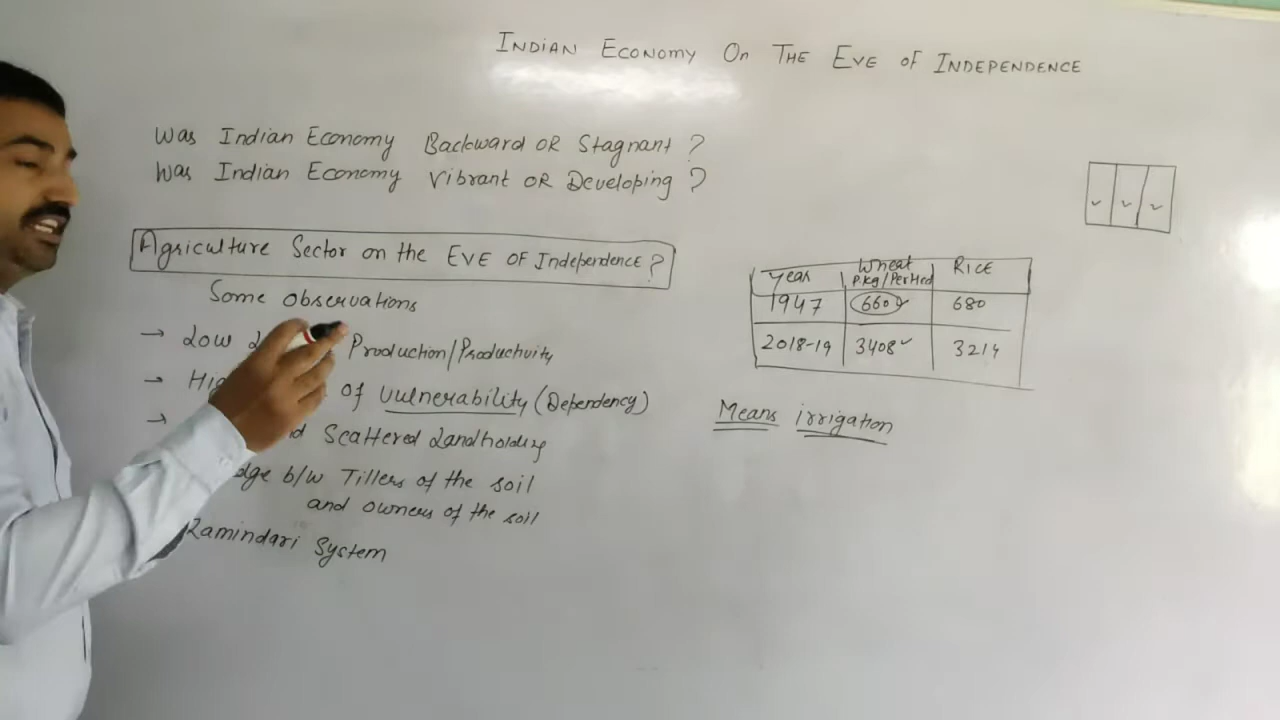 INDIAN ECONOMY On THE EVE OF INDEPENDENCE
Was Indian Economy Backward OR Stagnant ?
Was Indian Economy Vibrant OR Developing ?
Agriculture Sector on the EVE OF Independence ?
Some Observations
→ Low Production/Productivity
→ of Vulnerability (Dependency)
→ Scattered Landholding
b/w Tillers of the soil
and owners of the soil
Zamindari System
Year Wheat P.kg/PerHec RICE
1947 660 680
2018-19 3408 3214
Means irrigation